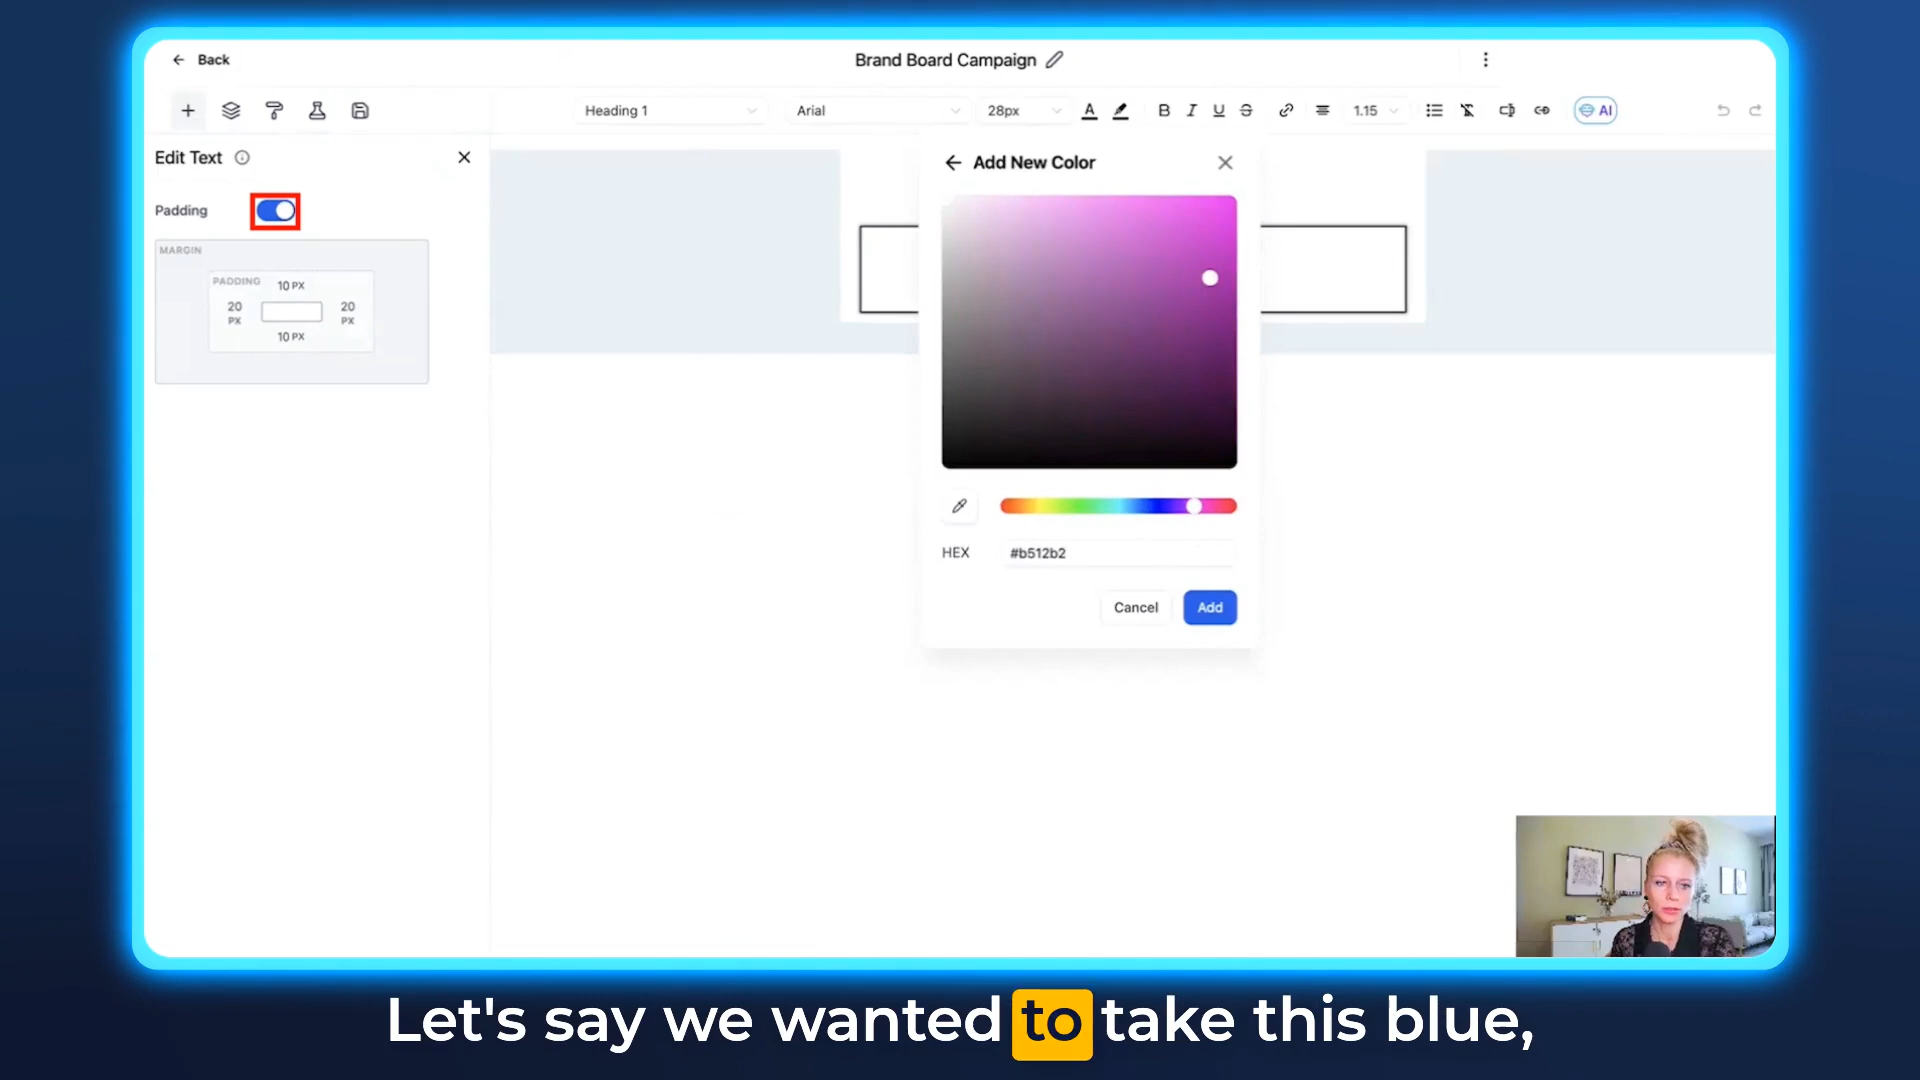 Back
Brand Board Campaign
Heading 1
Arial
28px
A
B
I
U
S
1.15
AI
Edit Text
Padding
MARGIN
PADDING
10 PX
20
PX
20
PX
10 PX
Add New Color
HEX
#b512b2
Cancel
Add
Let's say we wanted to take this blue,